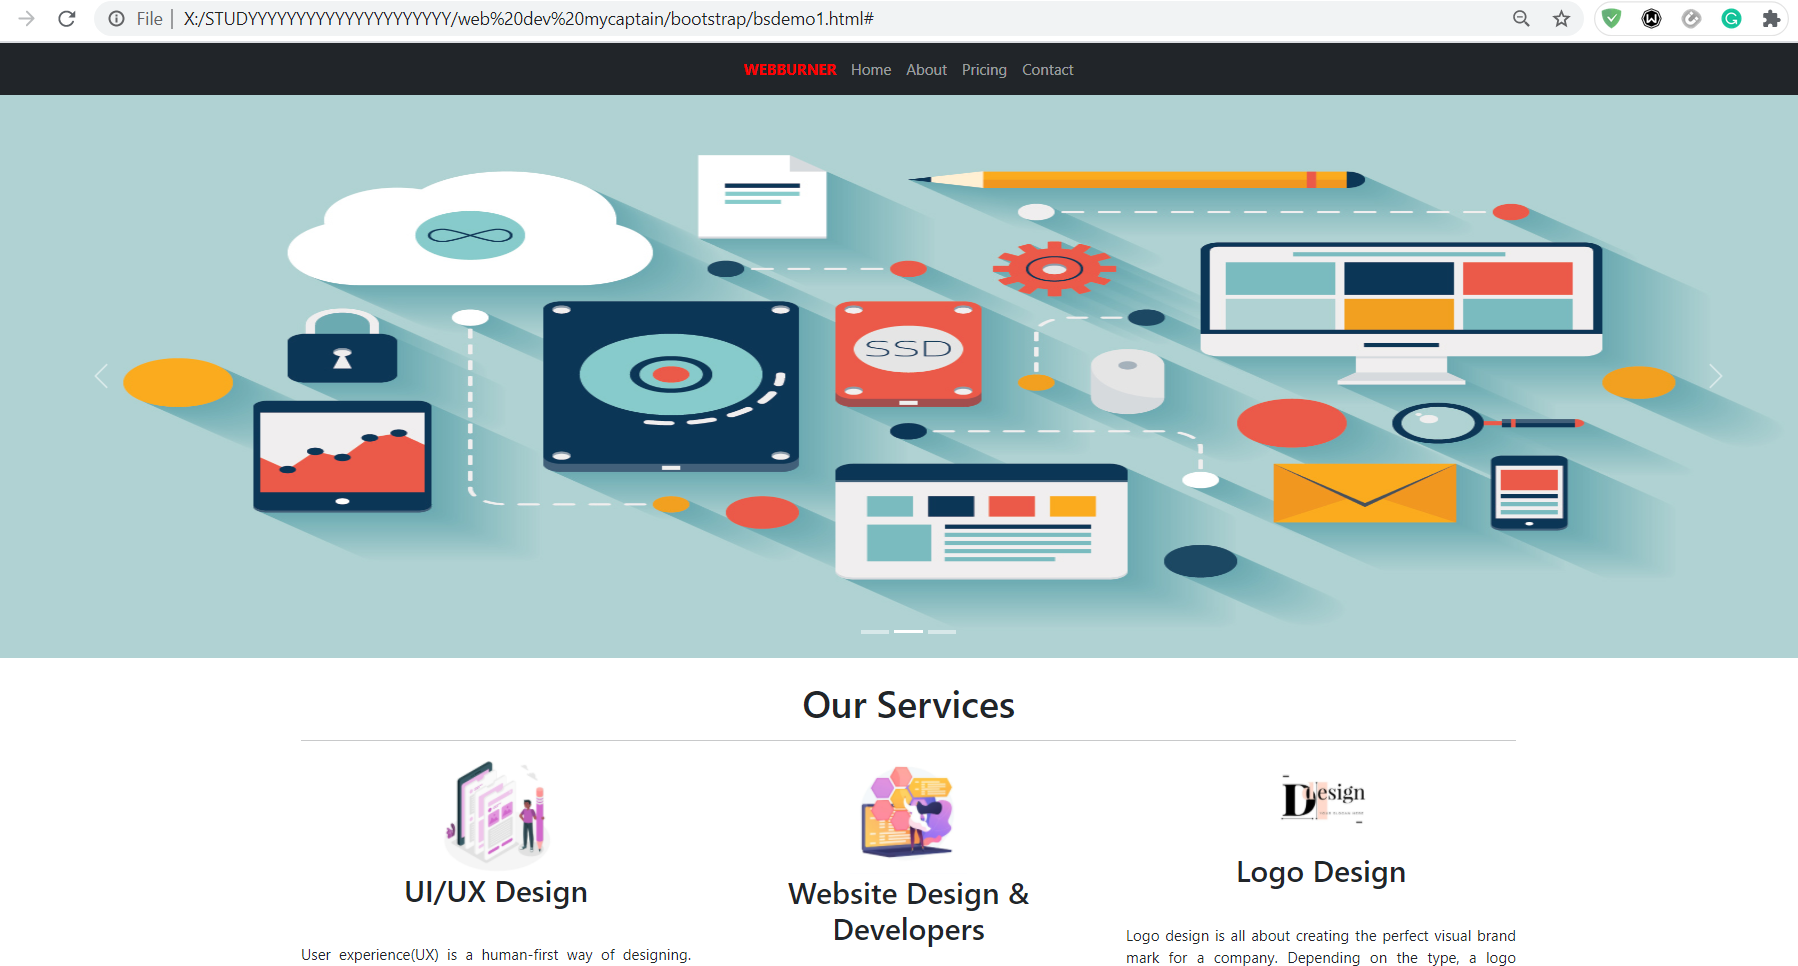 File X:/STUDYYYYYYYYYYYYYYYYYYYYY/web%20dev%20mycaptain/bootstrap/bsdemo1.html#
WEBBURNER Home About Pricing Contact
SSD
Our Services
Design
UI/UX Design
Website Design &
Developers
Logo Design
User experience(UX) is a human-first way of designing.
Logo design is all about creating the perfect visual brand
mark for a company. Depending on the type, a logo